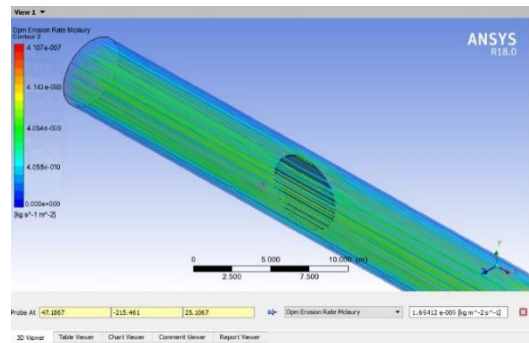 View 1
Dpm Erosion Rate Mclaury
Contour 2
4.107e-007
4.143e-008
4.054e-009
4.055e-010
0.000e+000
[kg s^-1 m^-2]
ANSYS
R18.0
0 5.000 10.000 (m)
2.500 7.500
Y
Probe At 47.1867 -215.461 25.1067 Dpm Erosion Rate Mclaury 1.69412 e-009 [kg m^-2 s^-1]
3D Viewer Table Viewer Chart Viewer Comment Viewer Report Viewer